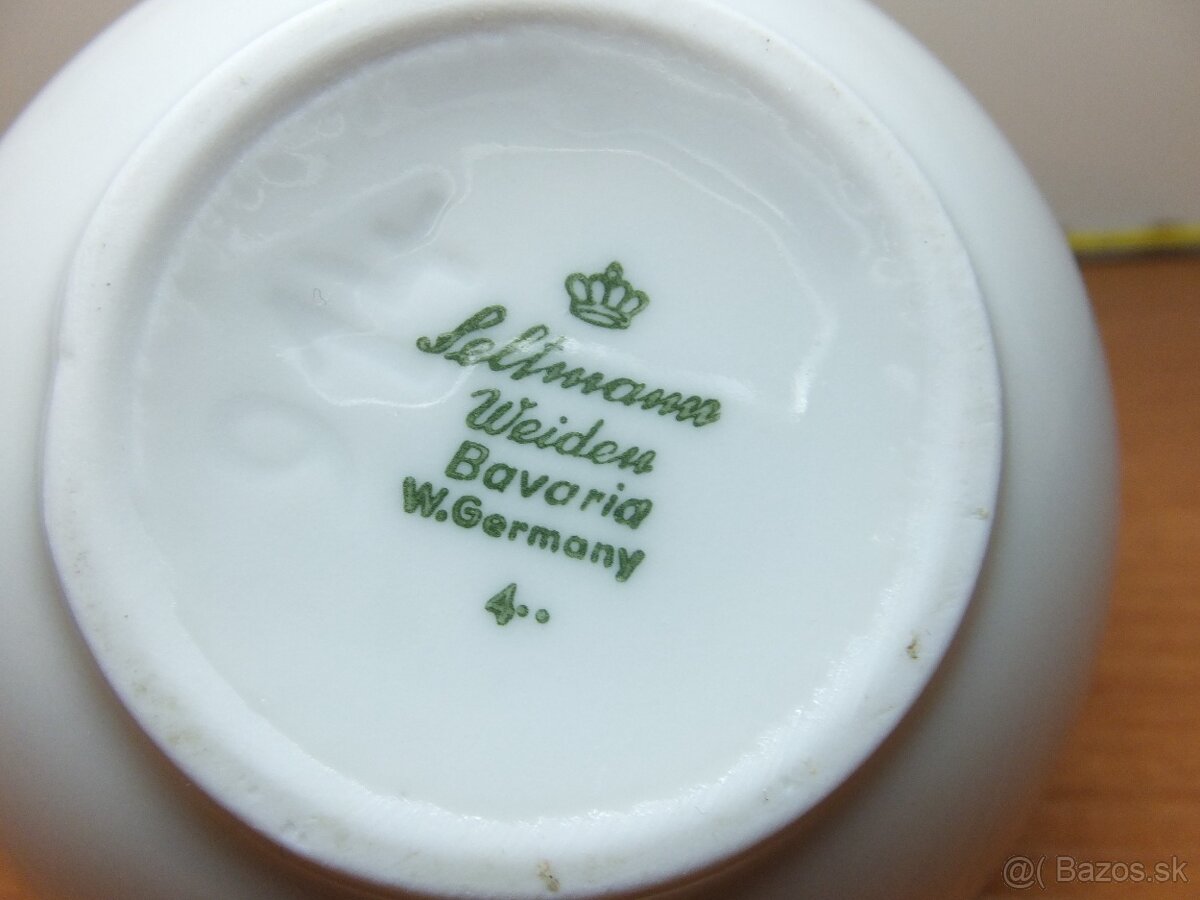 Seltmann
Weiden
Bavaria
W.Germany
4..
@( Bazos.sk